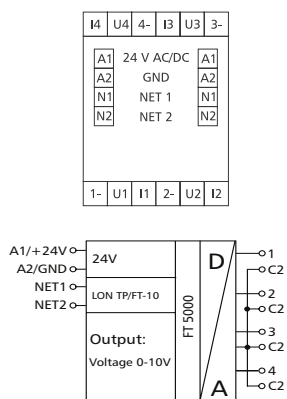 I4 U4 4- I3 U3 3-
A1 24 V AC/DC A1
A2 GND A2
N1 NET 1 N1
N2 NET 2 N2
1- U1 I1 2- U2 I2
A1/+24V
A2/GND
NET1
NET2
24V
LON TP/FT-10
Output:
Voltage 0-10V
FT 5000
D
A
1
C2
2
C2
3
C2
4
C2